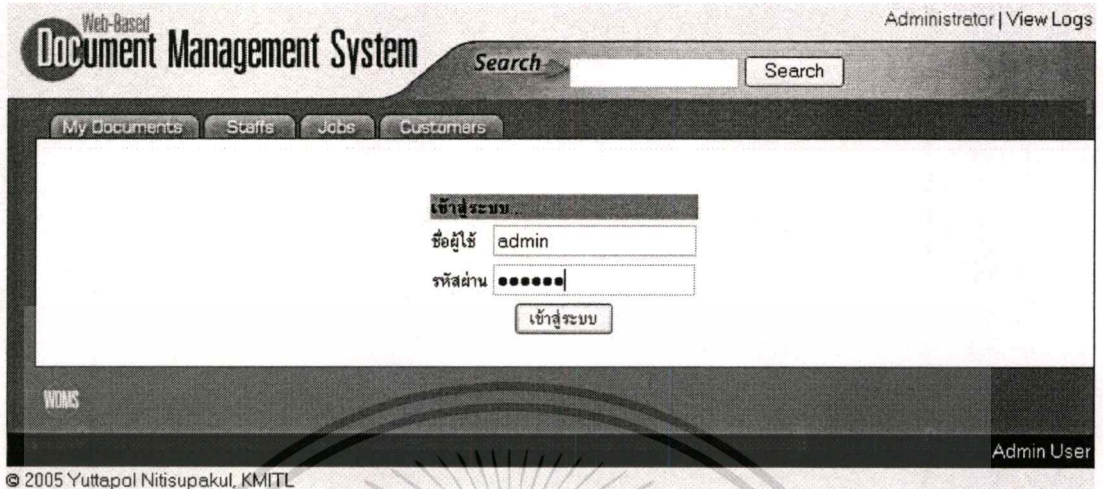 Administrator | View Logs
Web-Based
Document Management System
Search
Search
My Documents Staffs Jobs Customers
เข้าสู่ระบบ...
ชื่อผู้ใช้ admin
รหัสผ่าน ••••••
เข้าสู่ระบบ
WDMS
Admin User
© 2005 Yuttapol Nitisupakul, KMITL